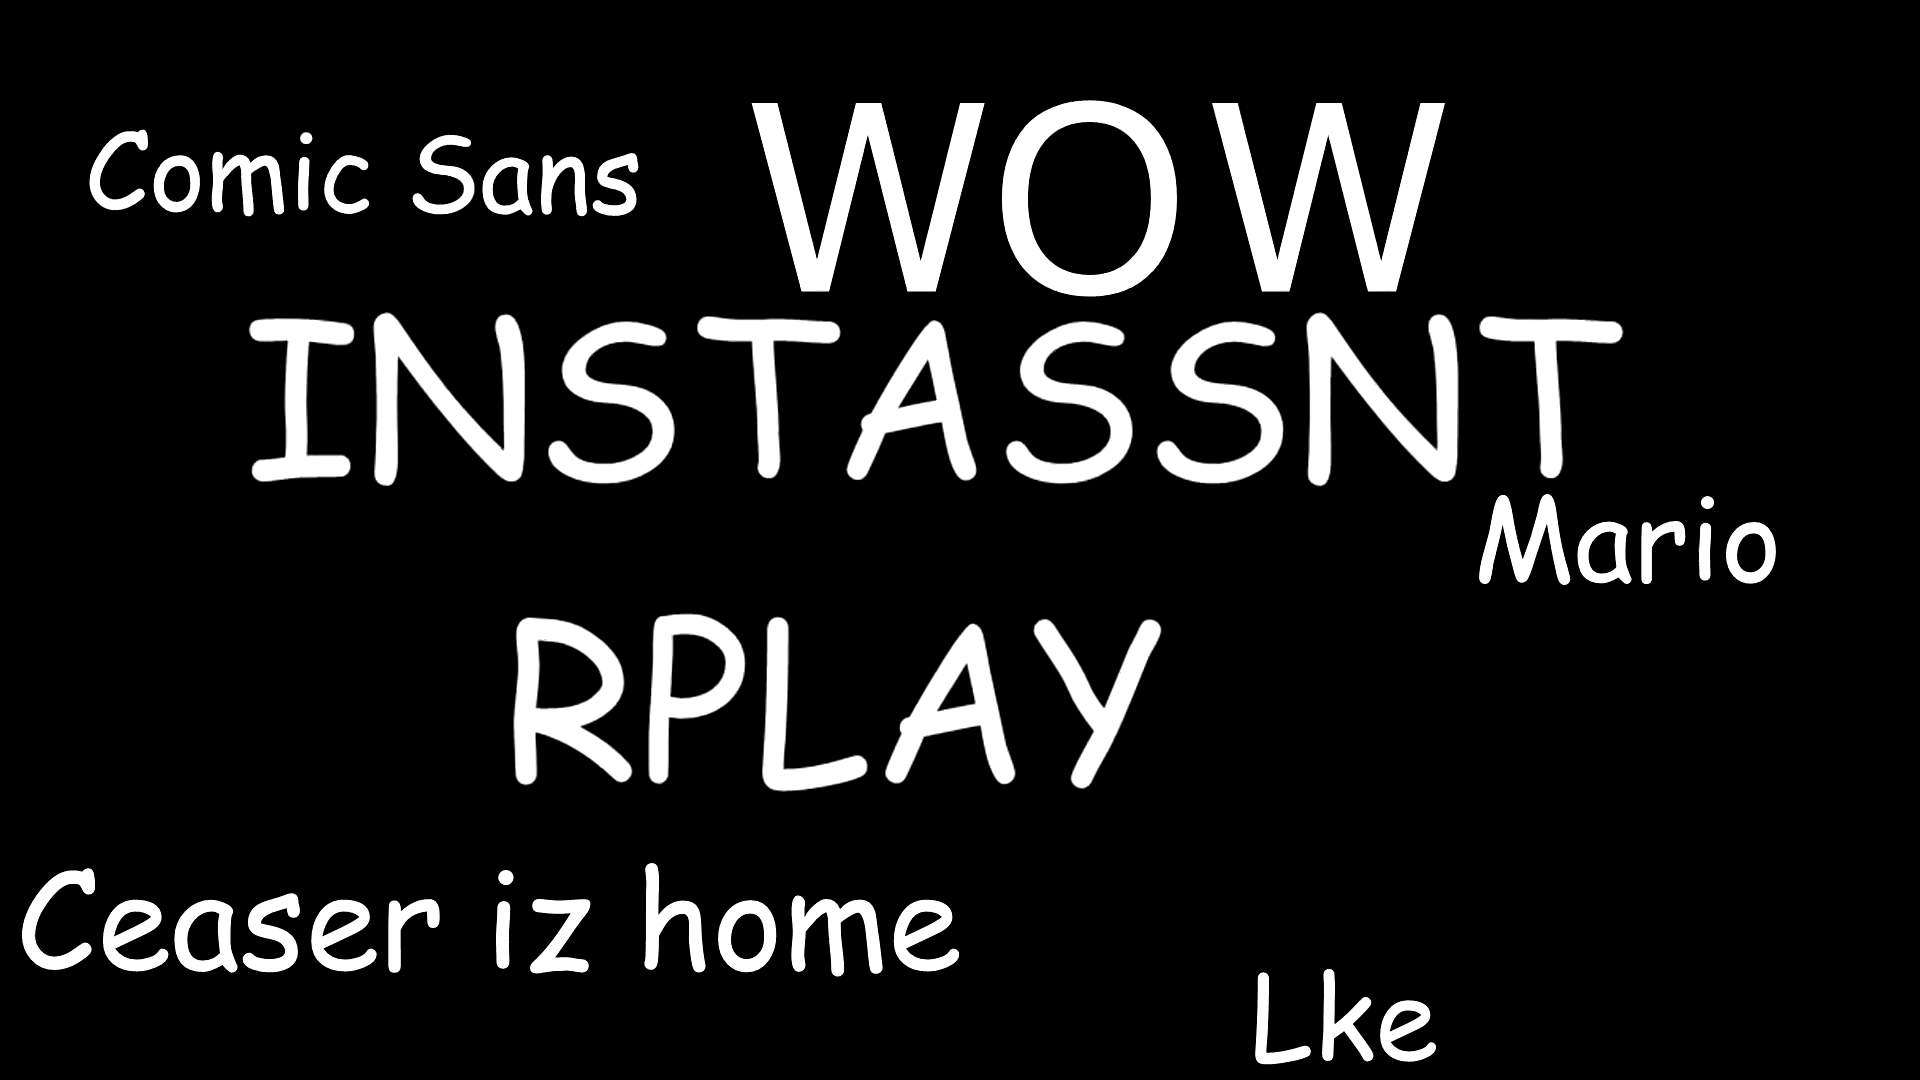 Comic Sans
WOW
INSTASSNT
Mario
RPLAY
Ceaser iz home
Lke